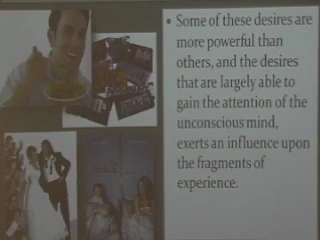 • Some of these desires are
more powerful than
others, and the desires
that are largely able to
gain the attention of the
unconscious mind,
exerts an influence upon
the fragments of
experience.